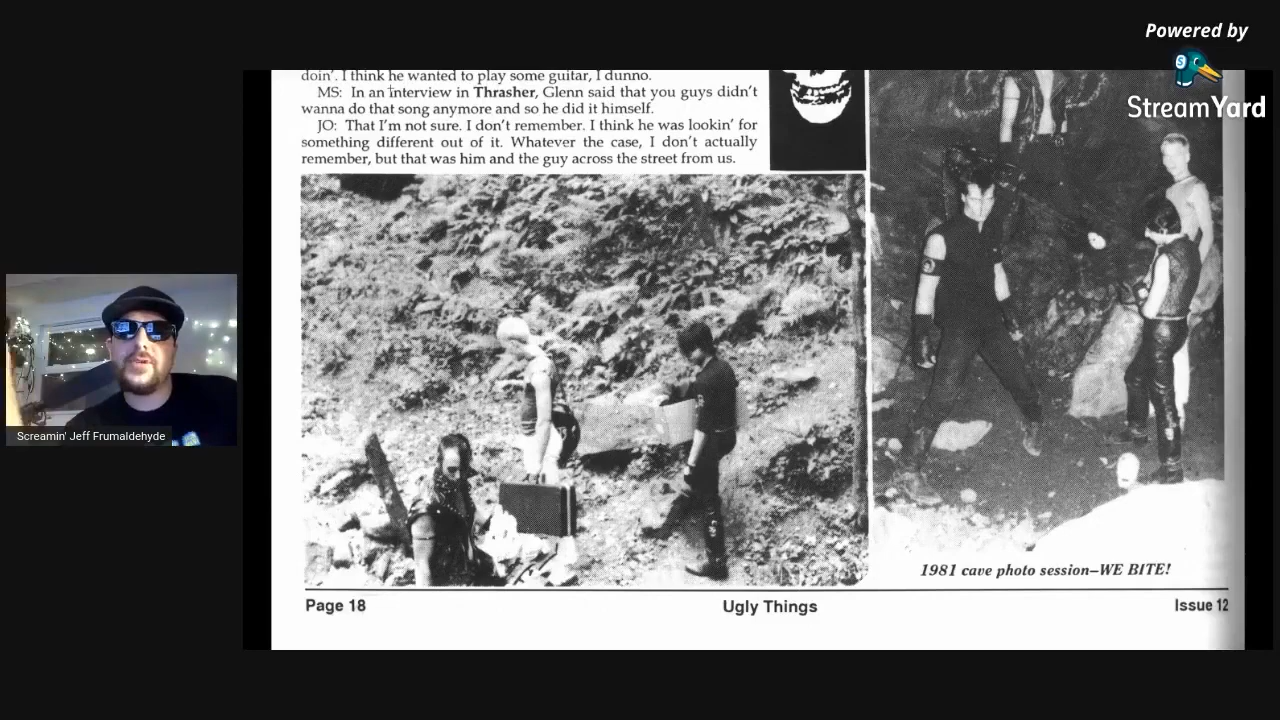 Powered by
StreamYard
doin'. I think he wanted to play some guitar, I dunno.
MS: In an interview in Thrasher, Glenn said that you guys didn't
wanna do that song anymore and so he did it himself.
JO: That I'm not sure. I don't remember. I think he was lookin' for
something different out of it. Whatever the case, I don't actually
remember, but that was him and the guy across the street from us.
Screamin' Jeff Frumaldehyde
1981 cave photo session–WE BITE!
Page 18
Ugly Things
Issue 12